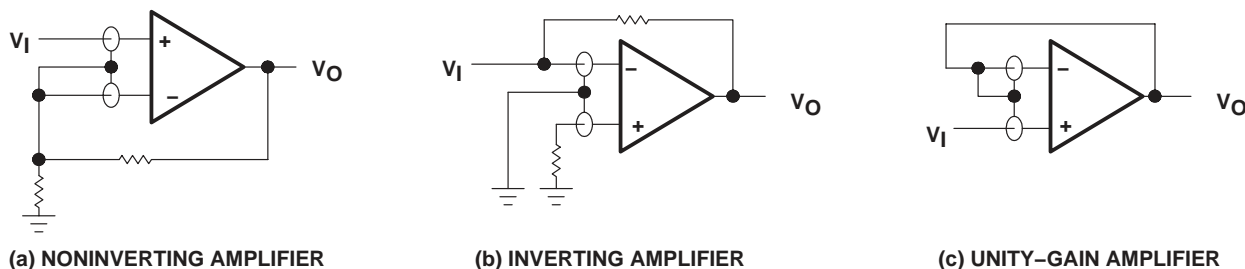 VI
+
−
VO
(a) NONINVERTING AMPLIFIER
VI
−
+
VO
(b) INVERTING AMPLIFIER
−
+
VI
VO
(c) UNITY−GAIN AMPLIFIER